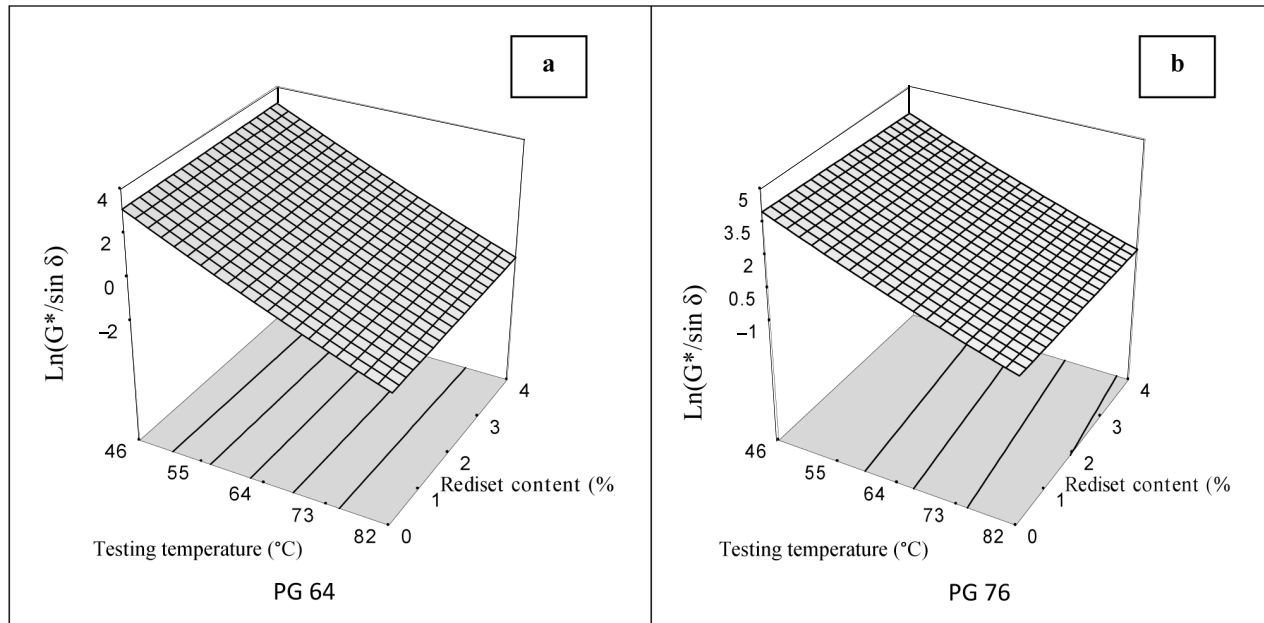 a
4
2
0
−2
Ln(G*/sin δ)
46
55
64
73
82
0
1
2
3
4
Rediset content (%
Testing temperature (°C)
PG 64
b
5
3.5
2
0.5
−1
Ln(G*/sin δ)
46
55
64
73
82
0
1
2
3
4
Rediset content (%
Testing temperature (°C)
PG 76